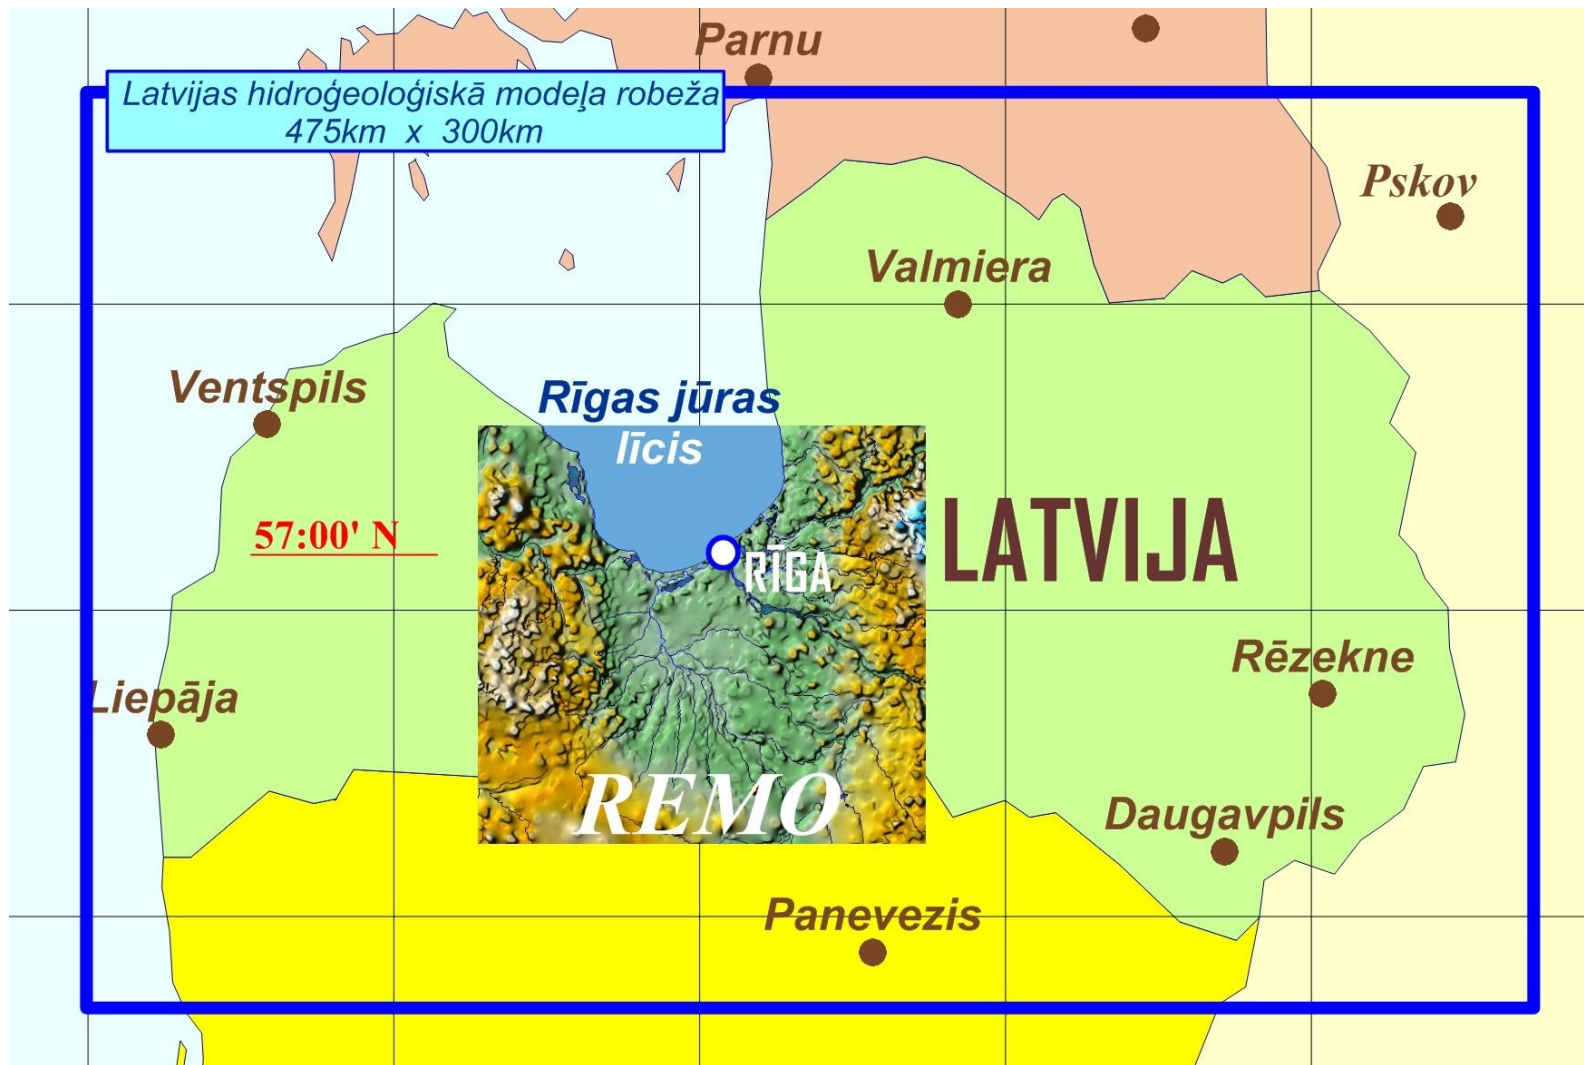 Parnu
Latvijas hidroģeoloģiskā modeļa robeža
475km x 300km
Pskov
Valmiera
Ventspils
Rīgas jūras
līcis
57:00' N
LATVIJA
RĪGA
Rēzekne
Liepāja
REMO
Daugavpils
Panevezis